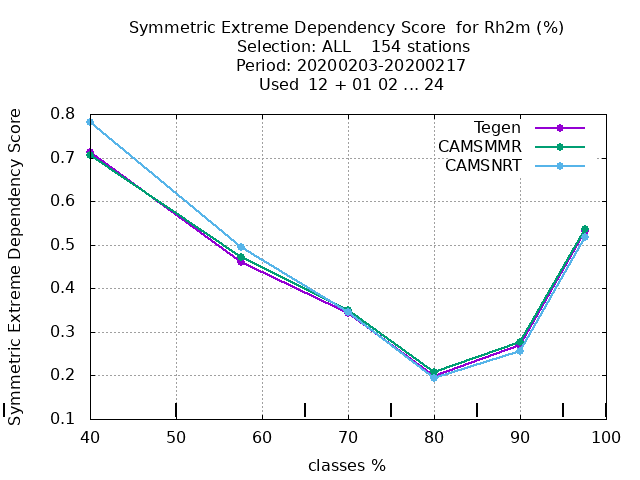 Symmetric Extreme Dependency Score  for Rh2m (%)
Selection: ALL    154 stations
Period: 20200203-20200217
Used  12 + 01 02 ... 24
Symmetric Extreme Dependency Score
0.8
0.7
0.6
0.5
0.4
0.3
0.2
0.1
Tegen
CAMSMMR
CAMSNRT
40 50 60 70 80 90 100
classes %